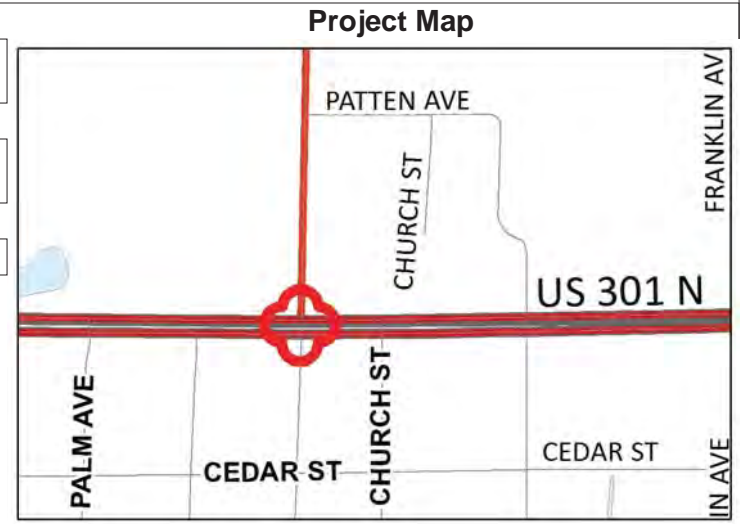 Project Map
PATTEN AVE
FRANKLIN AV
CHURCH ST
US 301 N
PALM AVE
CHURCH ST
CEDAR ST
CEDAR ST
IN AVE